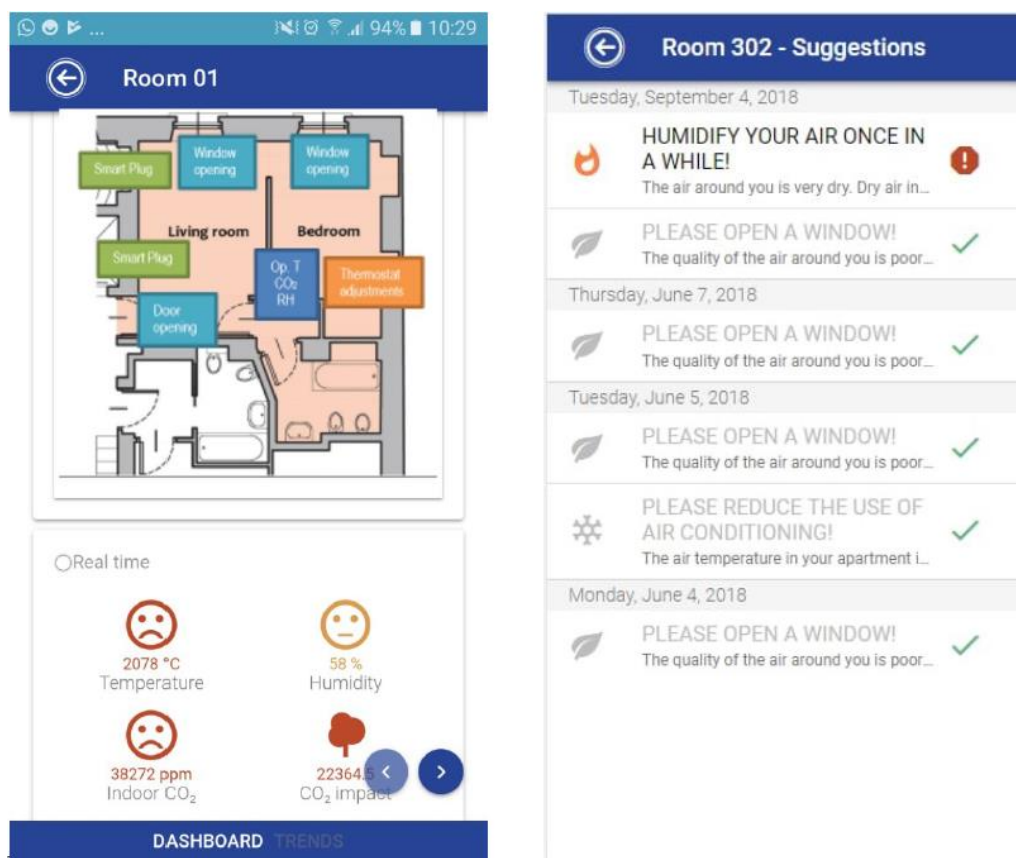 ... 94% 10:29
Room 01
Smart Plug
Window
opening
Window
opening
Living room
Bedroom
Smart Plug
Op. T
CO₂
RH
Thermostat
adjustments
Door
opening
Real time
2078 °C
Temperature
58 %
Humidity
38272 ppm
Indoor CO₂
22364.5
CO₂ impact
DASHBOARD TRENDS
Room 302 - Suggestions
Tuesday, September 4, 2018
HUMIDIFY YOUR AIR ONCE IN
A WHILE!
The air around you is very dry. Dry air in...
PLEASE OPEN A WINDOW!
The quality of the air around you is poor...
Thursday, June 7, 2018
PLEASE OPEN A WINDOW!
The quality of the air around you is poor...
Tuesday, June 5, 2018
PLEASE OPEN A WINDOW!
The quality of the air around you is poor...
PLEASE REDUCE THE USE OF
AIR CONDITIONING!
The air temperature in your apartment i...
Monday, June 4, 2018
PLEASE OPEN A WINDOW!
The quality of the air around you is poor...